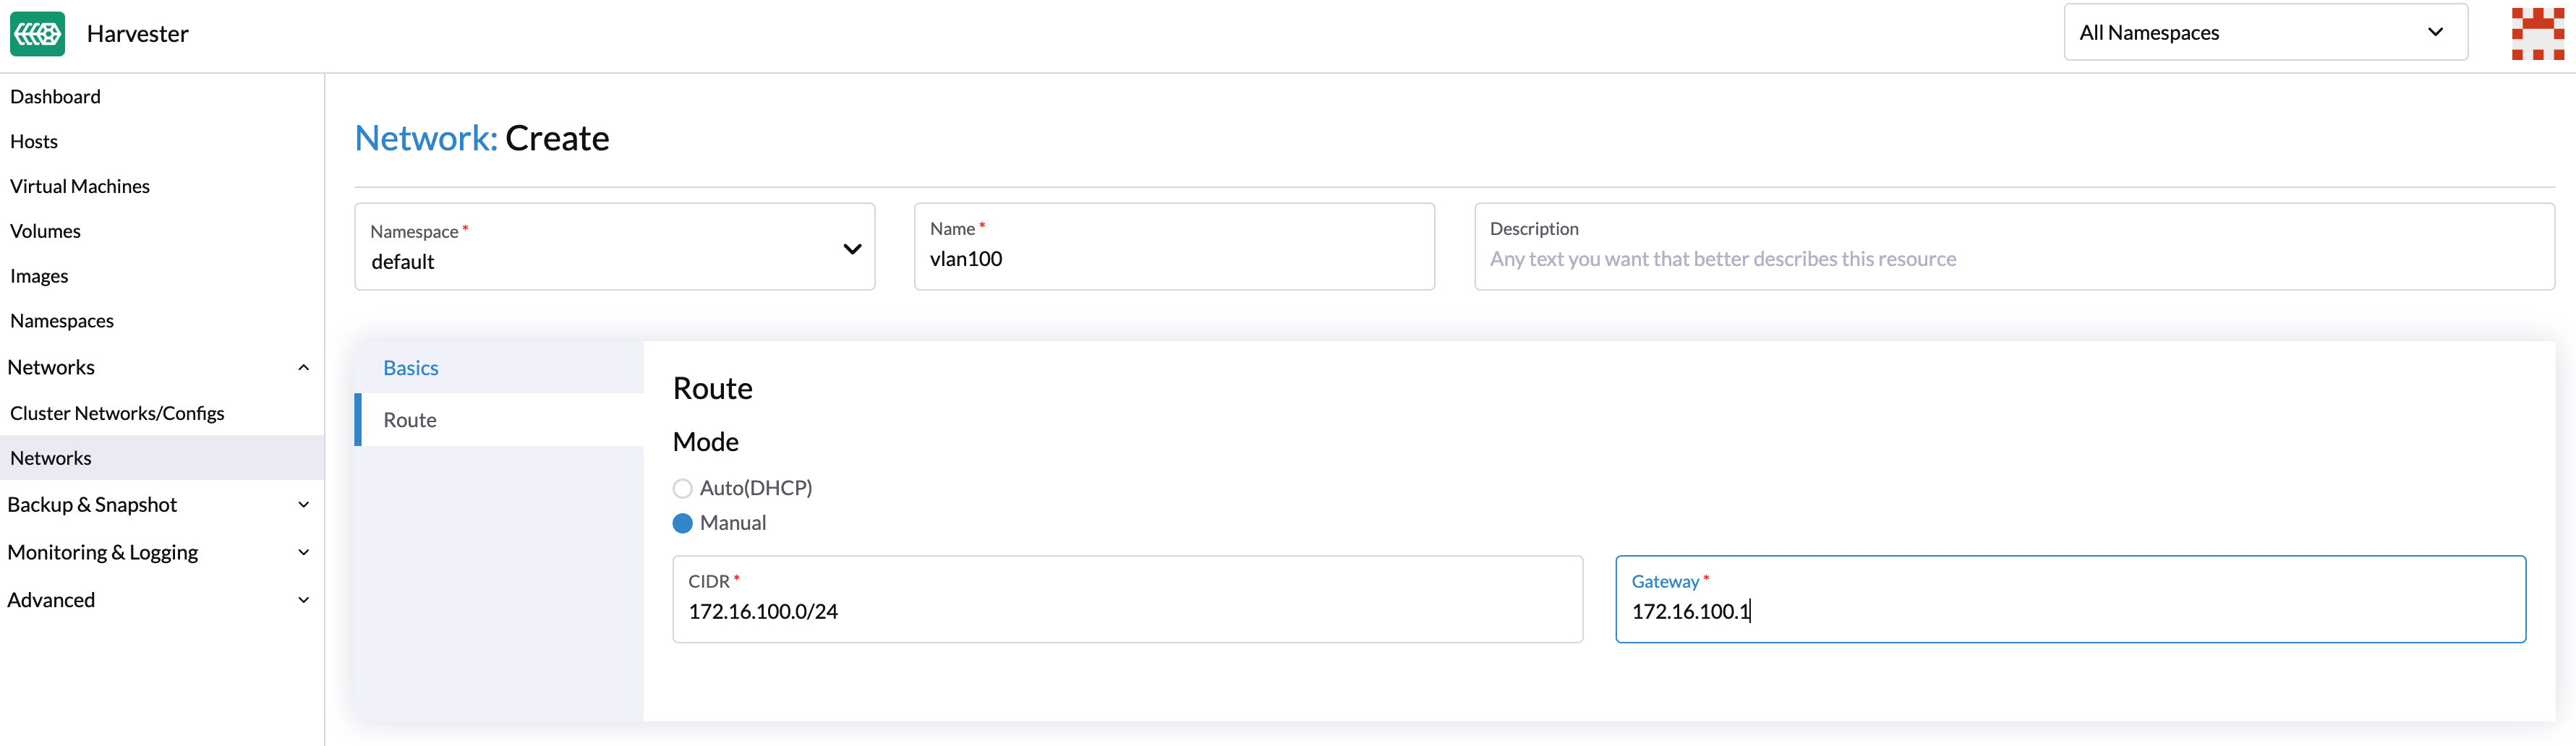 Harvester
All Namespaces
Dashboard
Hosts
Virtual Machines
Volumes
Images
Namespaces
Networks
Cluster Networks/Configs
Networks
Backup & Snapshot
Monitoring & Logging
Advanced
Network: Create
Namespace *
default
Name *
vlan100
Description
Any text you want that better describes this resource
Basics
Route
Route
Mode
Auto(DHCP)
Manual
CIDR *
172.16.100.0/24
Gateway *
172.16.100.1